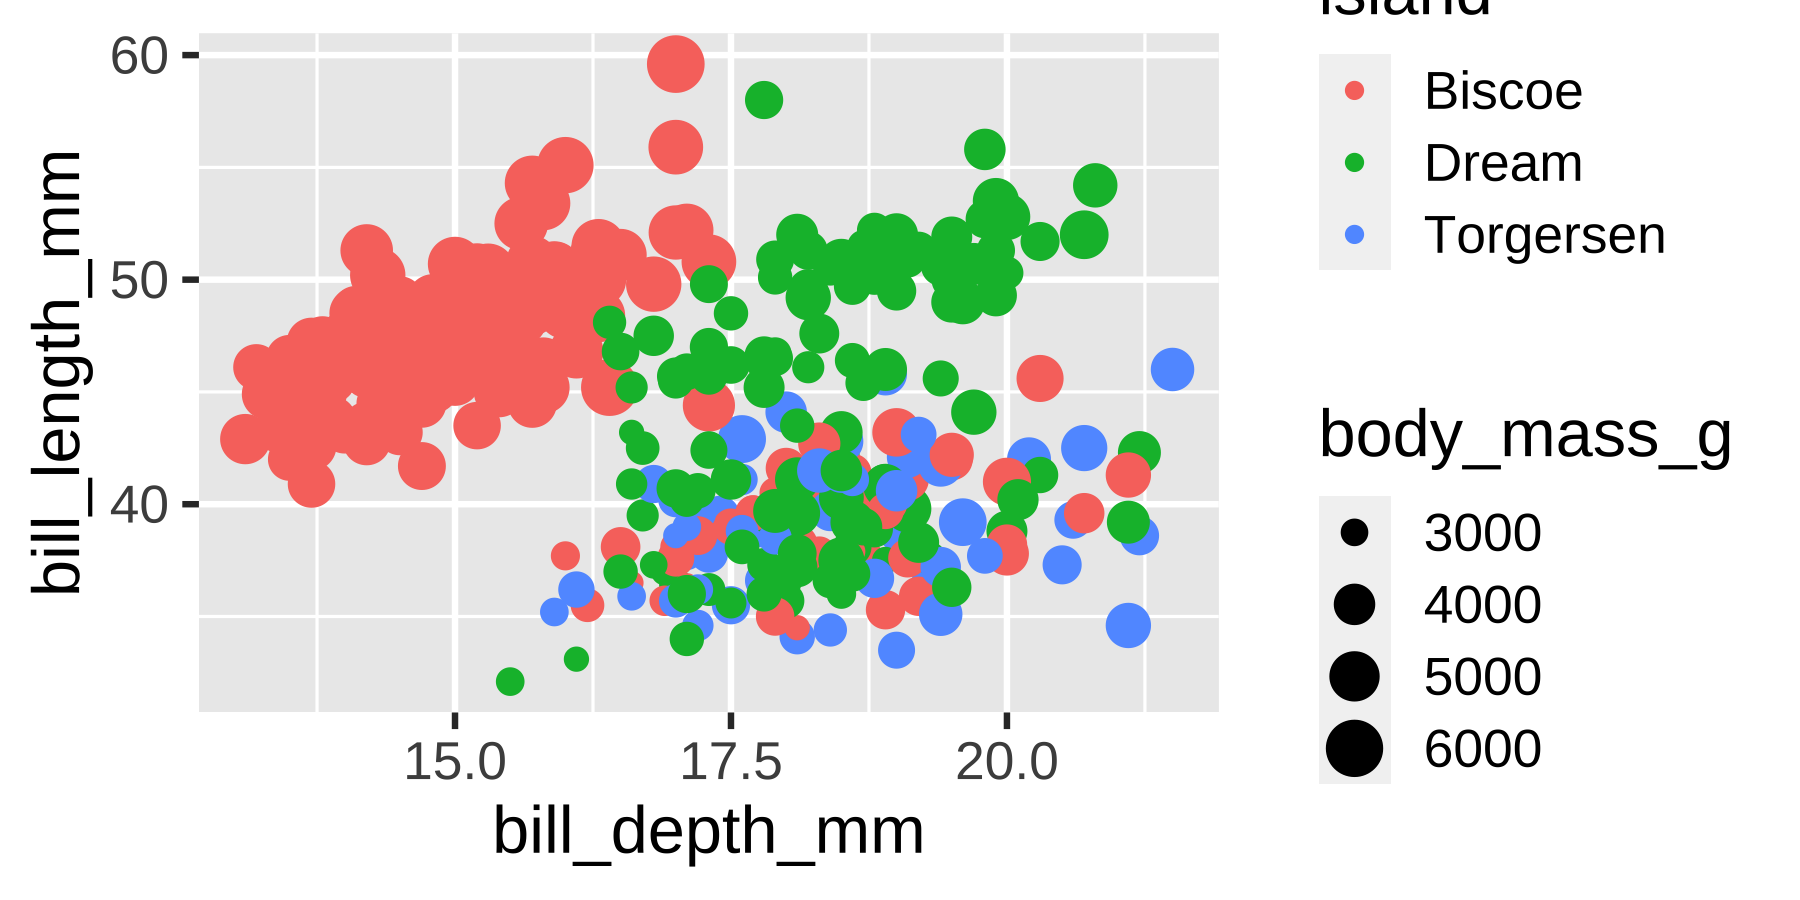 island
Biscoe
Dream
Torgersen
body_mass_g
3000
4000
5000
6000
60
50
40
bill_length_mm
15.0 17.5 20.0
bill_depth_mm